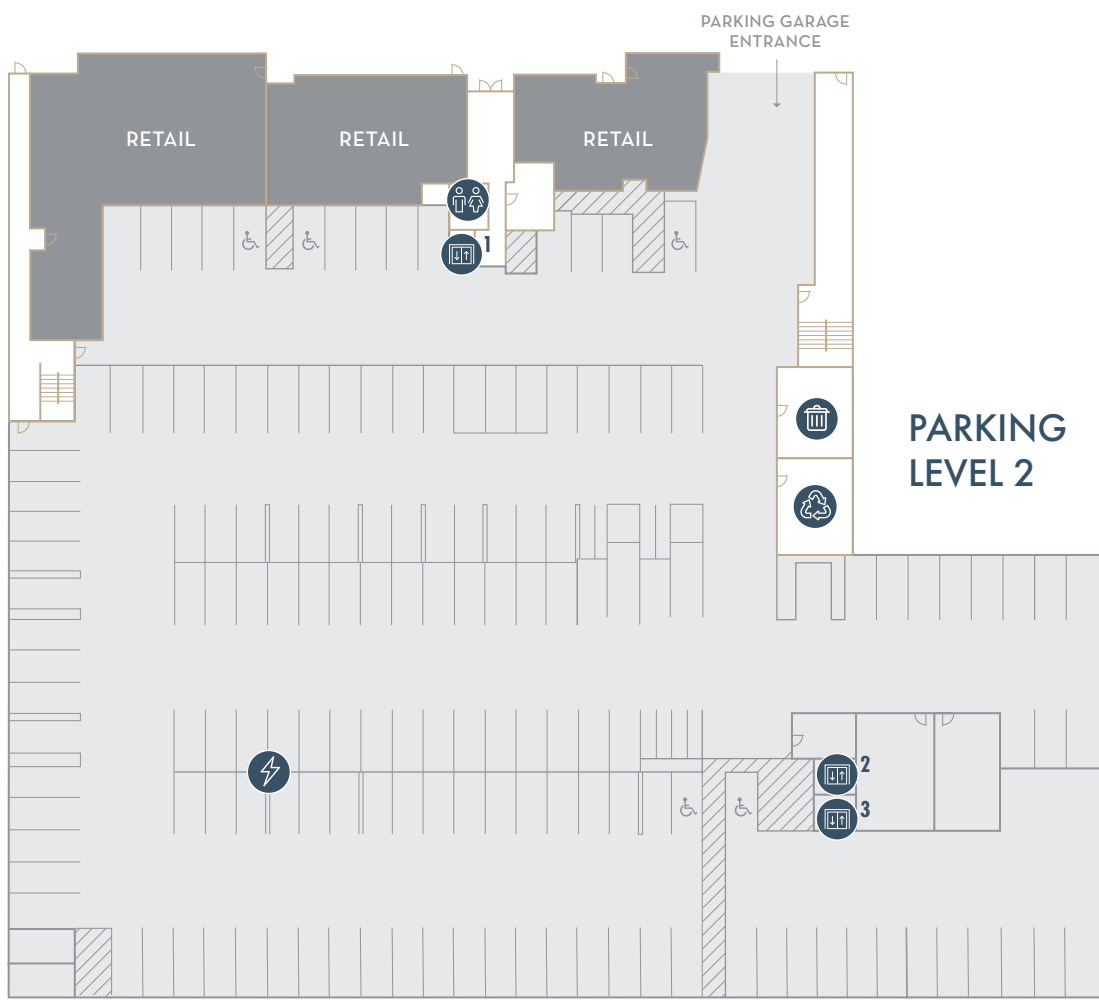 PARKING GARAGE
ENTRANCE
RETAIL
RETAIL
RETAIL
1
PARKING
LEVEL 2
2
3